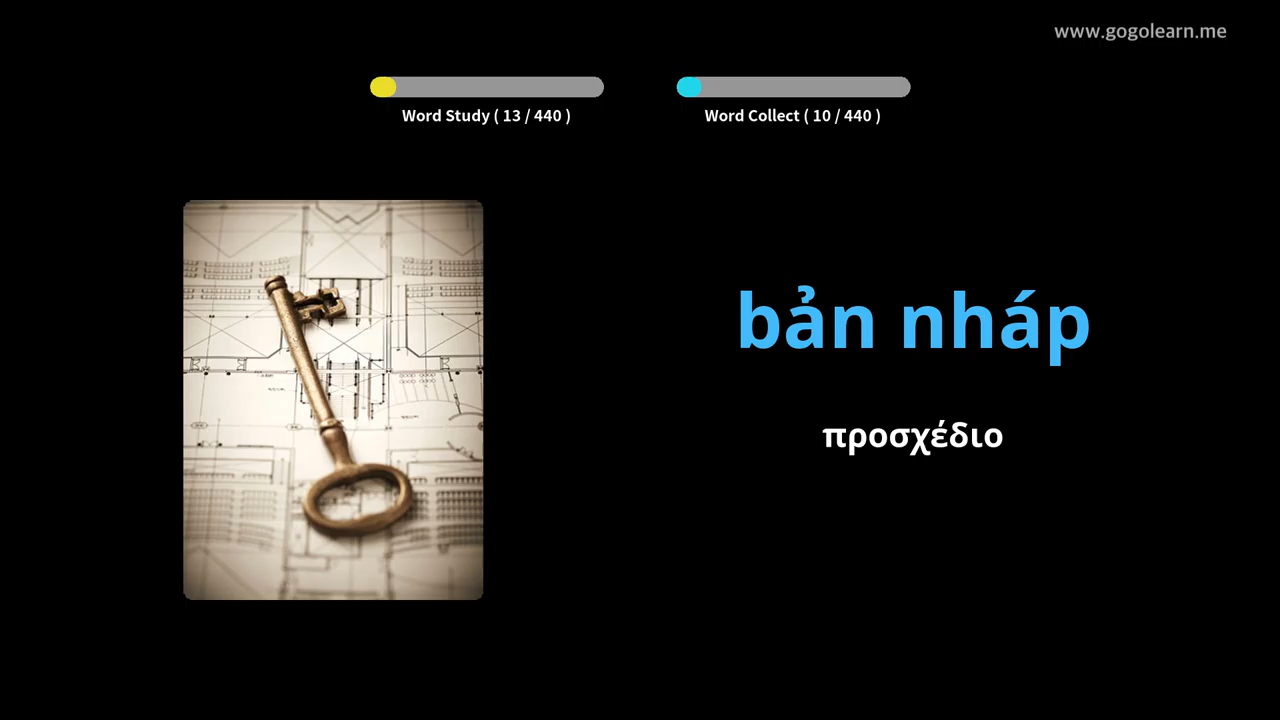 www.gogolearn.me
Word Study ( 13 / 440 )
Word Collect ( 10 / 440 )
bản nháp
προσχέδιο